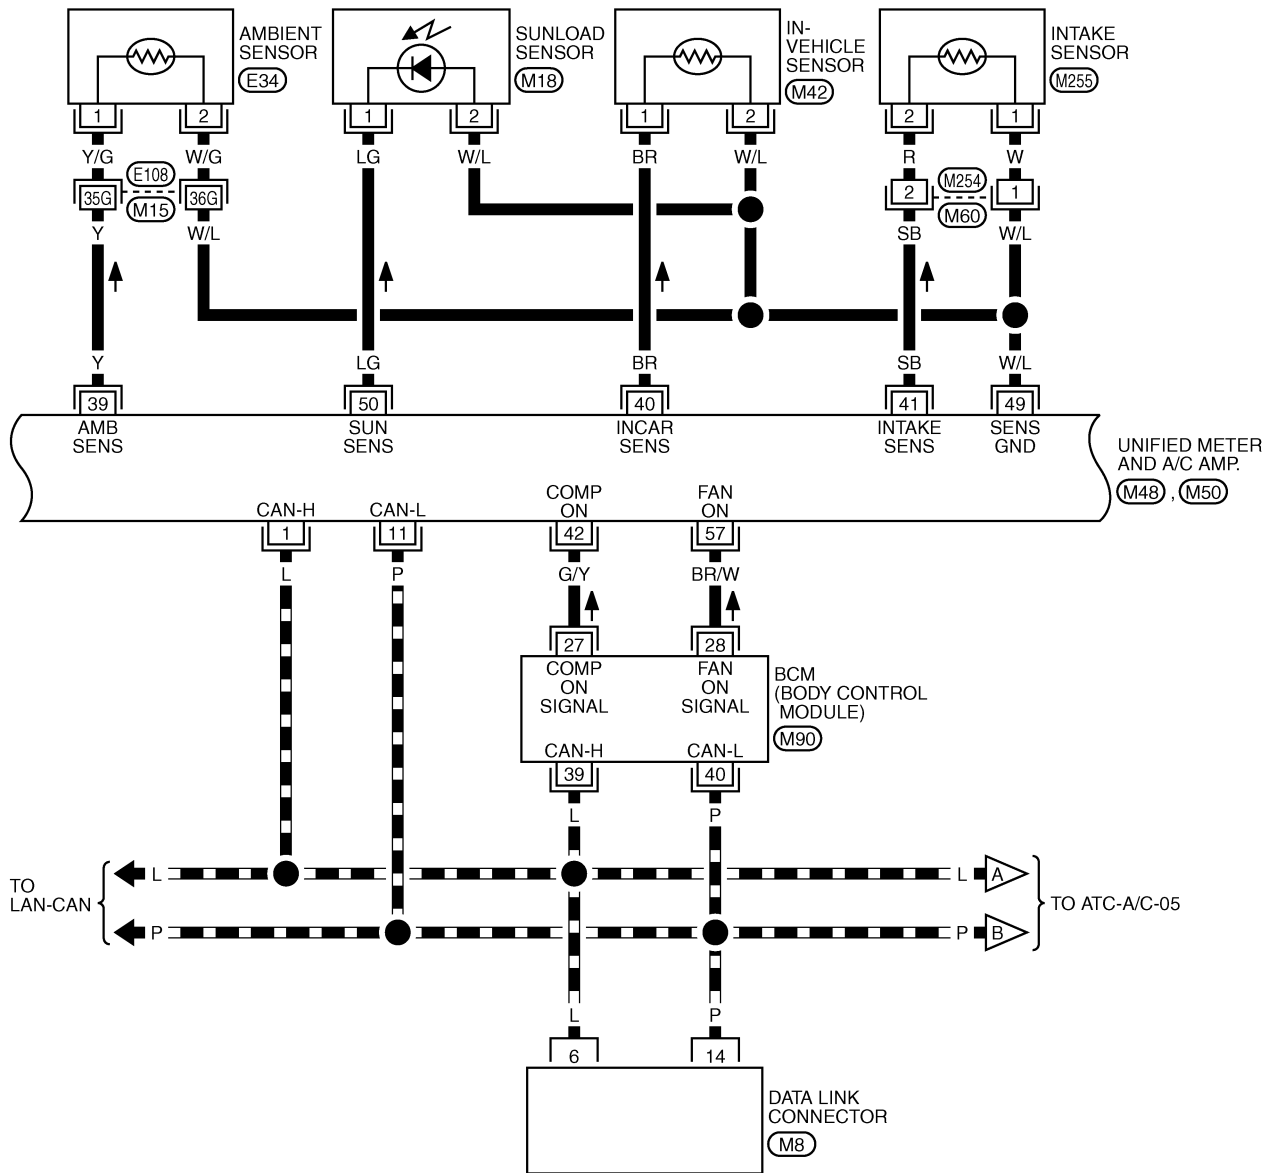 AMBIENT
SENSOR
E34
SUNLOAD
SENSOR
M18
IN-
VEHICLE
SENSOR
M42
INTAKE
SENSOR
M255
1 2 1 2 1 2 2 1
Y/G W/G LG W/L BR W/L R W
35G E108 36G 2 M254 1
M15 M60
Y W/L SB W/L
Y LG BR SB W/L
39 50 40 41 49
AMB
SENS
SUN
SENS
INCAR
SENS
INTAKE
SENS
SENS
GND
UNIFIED METER
AND A/C AMP.
M48 , M50
CAN-H CAN-L
COMP
ON
FAN
ON
1 11 42 57
L P G/Y BR/W
27 28
COMP
ON
SIGNAL
FAN
ON
SIGNAL
BCM
(BODY CONTROL
MODULE)
M90
CAN-H CAN-L
39 40
L P
TO
LAN-CAN
L L A
P P B
TO ATC-A/C-05
L P
6 14
DATA LINK
CONNECTOR
M8